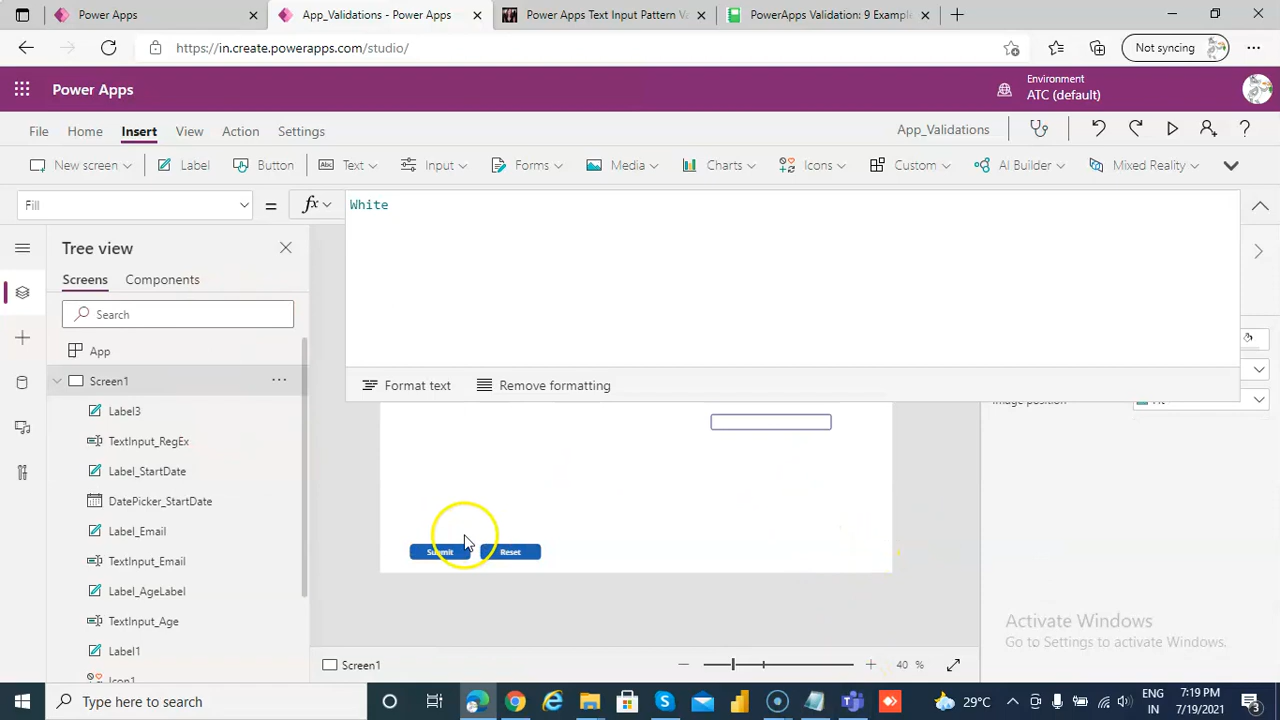 Power Apps
App_Validations - Power Apps
Power Apps Text Input Pattern Va
PowerApps Validation: 9 Example
https://in.create.powerapps.com/studio/
Not syncing
Power Apps
Environment
ATC (default)
File
Home
Insert
View
Action
Settings
App_Validations
New screen
Label
Button
Abc
Text
Input
Forms
Media
Charts
Icons
Custom
AI Builder
Mixed Reality
Fill
=
fx
White
Tree view
Screens
Components
Search
App
Screen1
Format text
Remove formatting
Label3
TextInput_RegEx
Label_StartDate
DatePicker_StartDate
Label_Email
TextInput_Email
Label_AgeLabel
TextInput_Age
Label1
Submit
Reset
Activate Windows
Go to Settings to activate Windows.
Screen1
40 %
Type here to search
29°C
ENG
IN
7:19 PM
7/19/2021
3